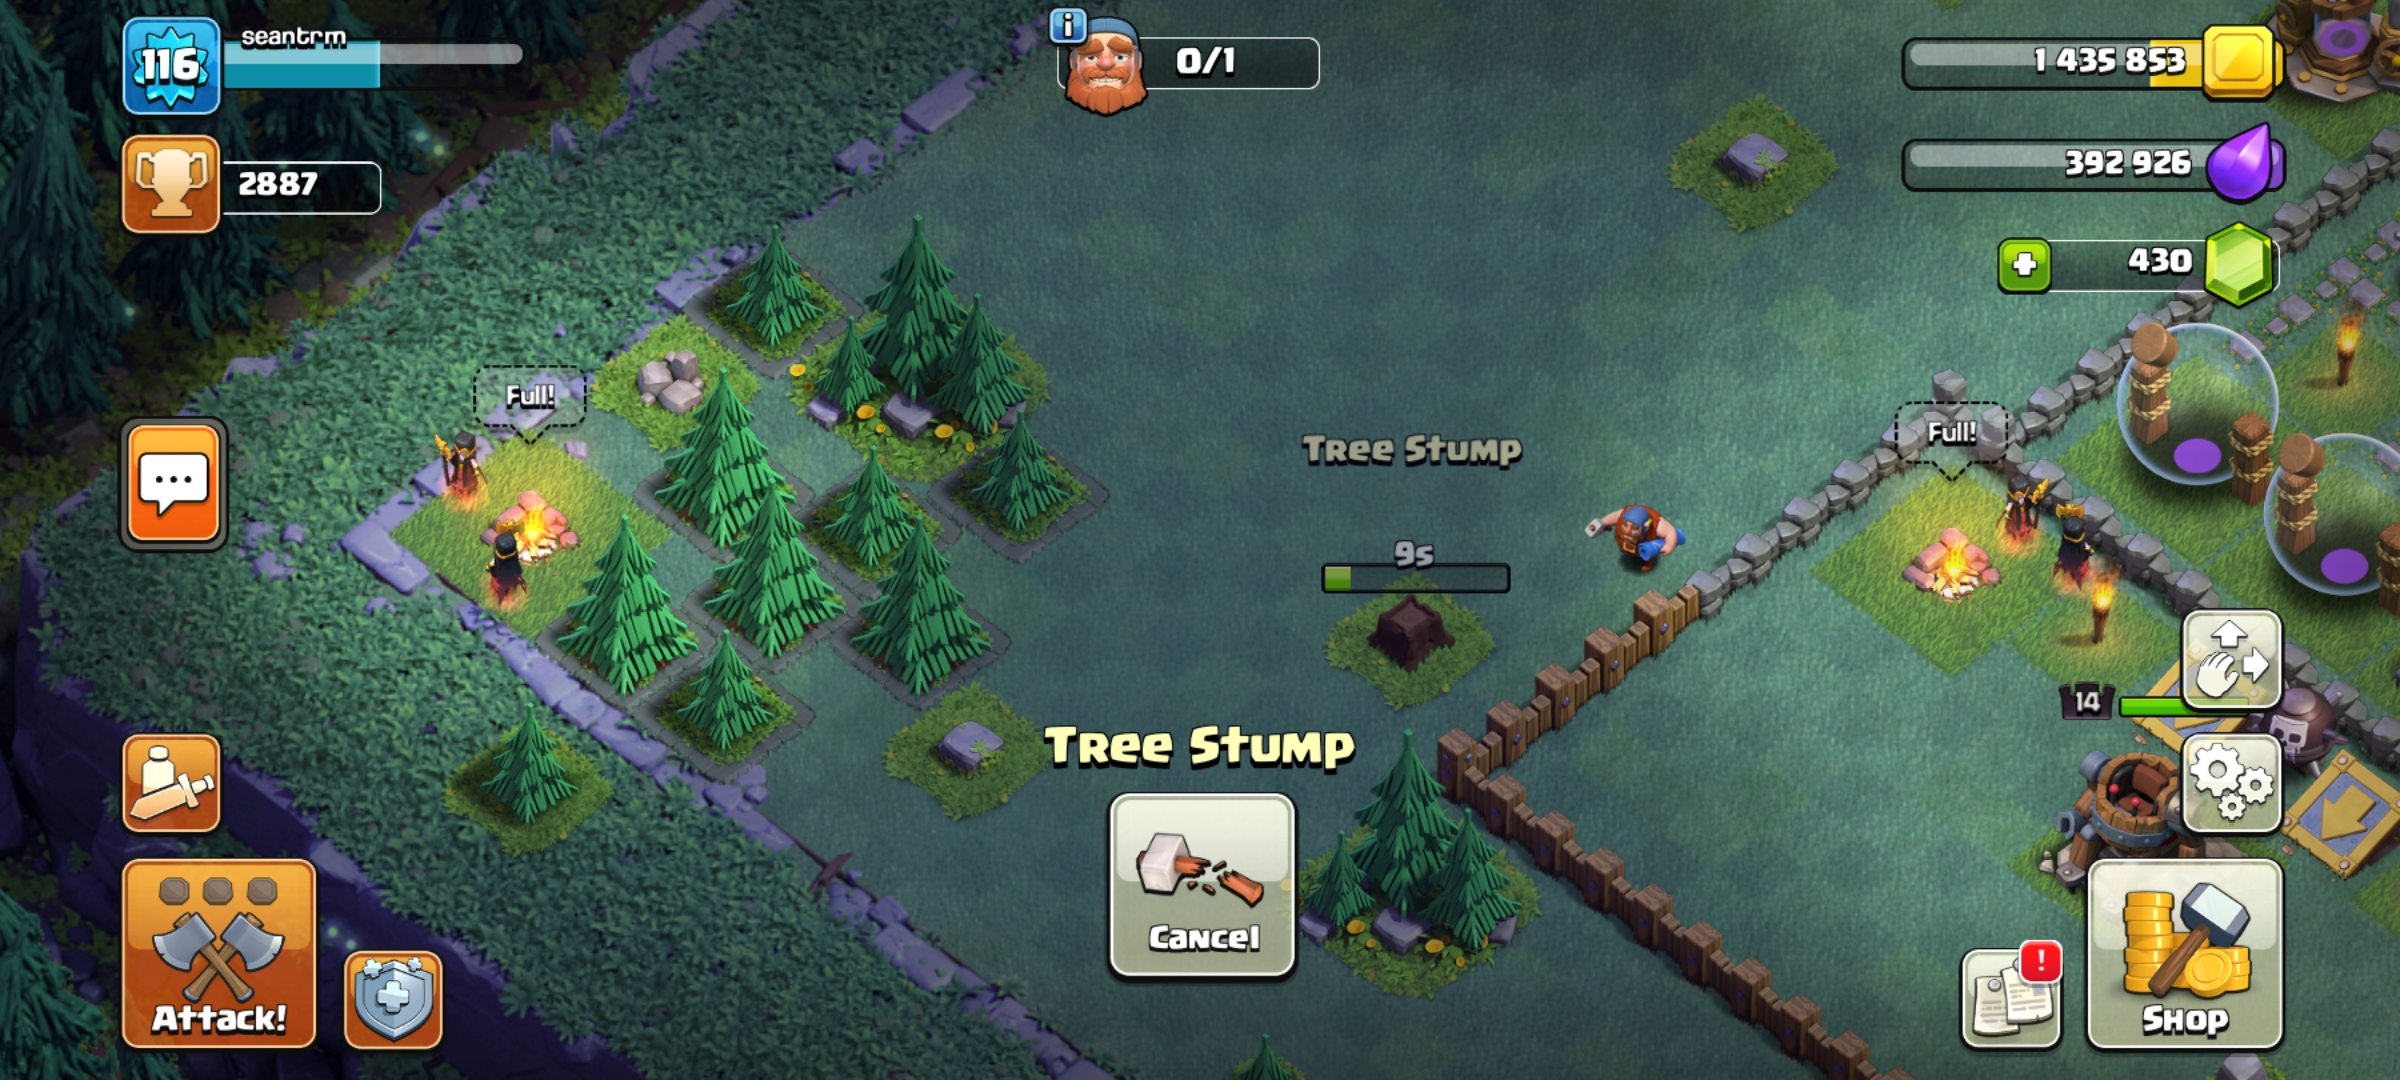 116
seantrm
0/1
1 435 853
2887
392 926
430
Full!
Full!
Tree Stump
9s
14
Tree Stump
Cancel
Attack!
!
Shop